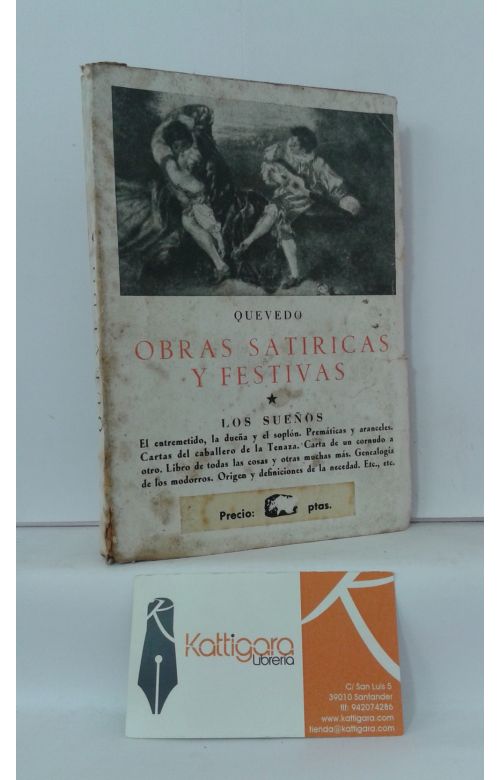 QUEVEDO
OBRAS SATIRICAS
Y FESTIVAS
LOS SUEÑOS
El entremetido, la dueña y el soplón. Premáticas y aranceles.
Cartas del caballero de la Tenaza. Carta de un cornudo a
otro. Libro de todas las cosas y otras muchas más. Genealogía
de los modorros. Origen y definiciones de la necedad. Etc., etc.
Precio: ptas.
Kattigara
Librería
C/ San Luis 5
39010 Santander
tlf: 942074286
www.kattigara.com
tienda@kattigara.com